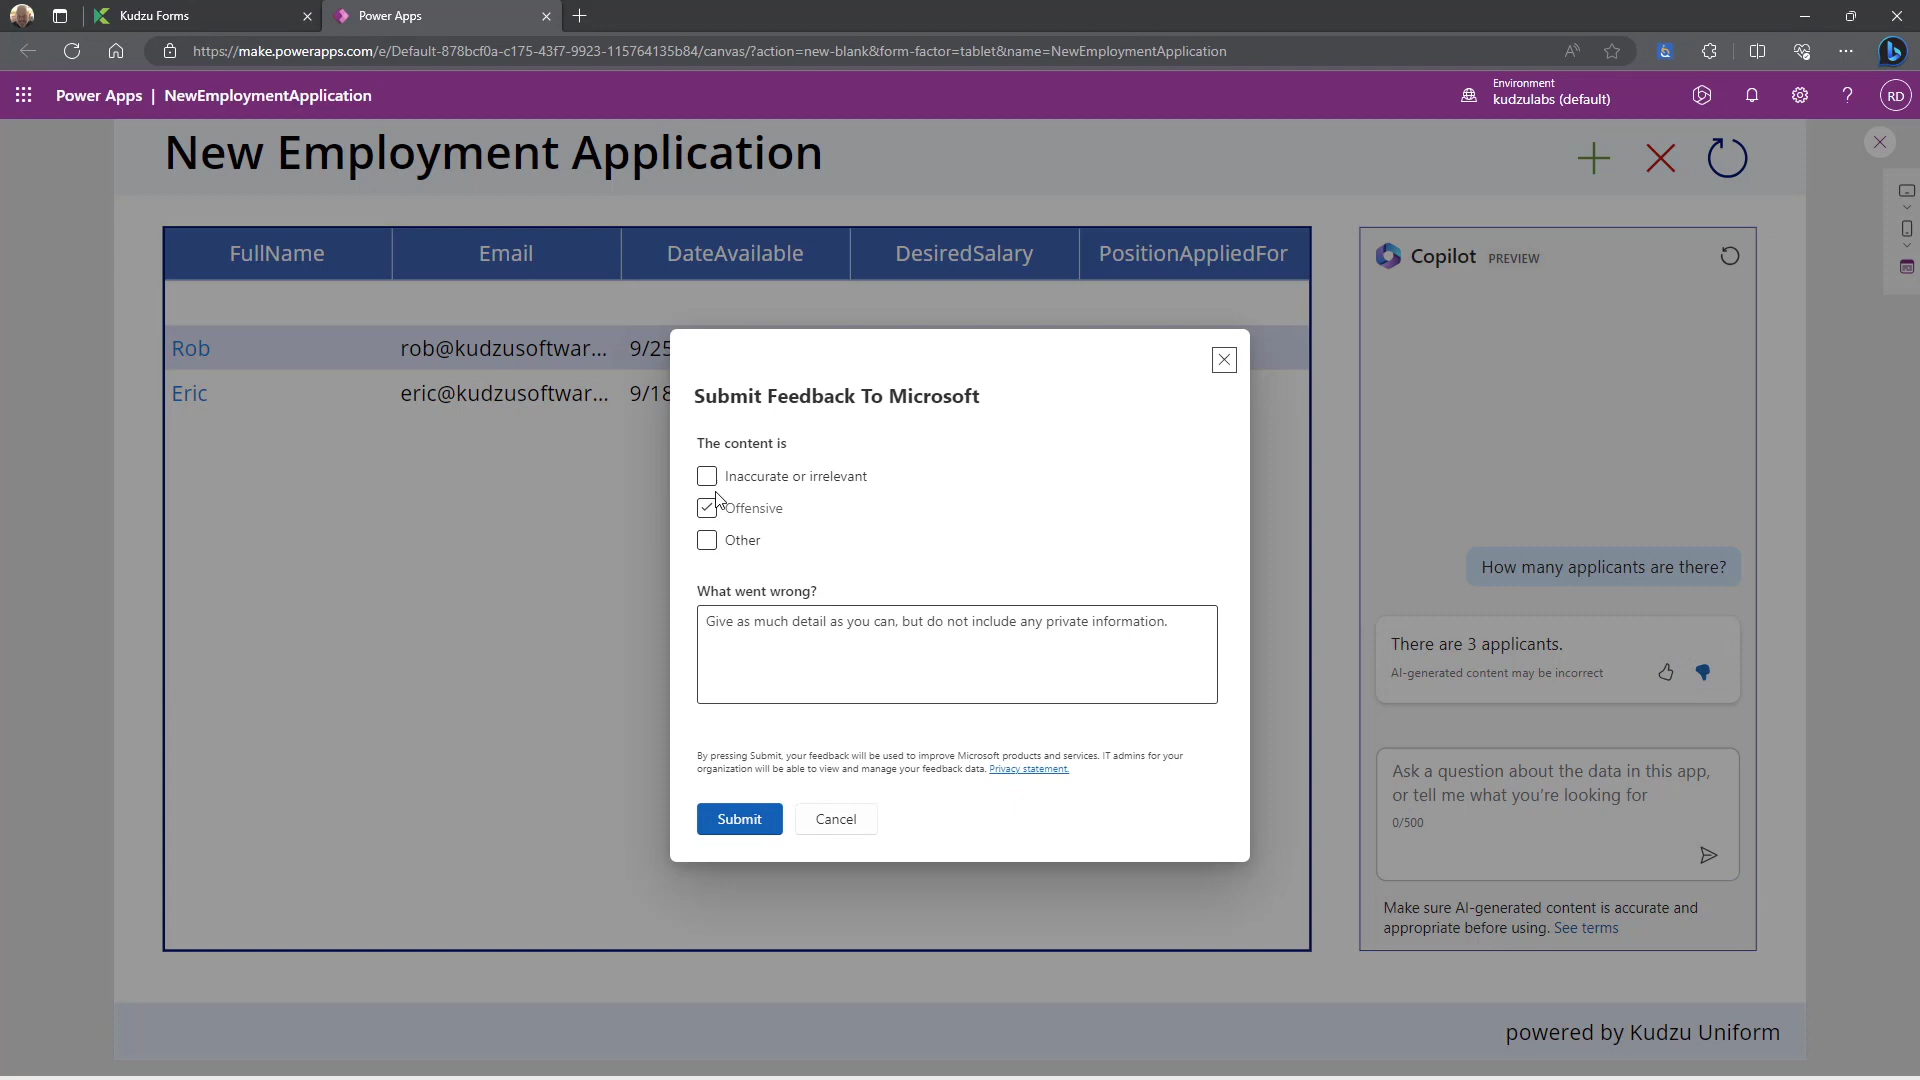 Kudzu Forms
Power Apps
https://make.powerapps.com/e/Default-878bcf0a-c175-43f7-9923-115764135b84/canvas/?action=new-blank&form-factor=tablet&name=NewEmploymentApplication
Power Apps | NewEmploymentApplication
Environment
kudzulabs (default)
RD
New Employment Application
FullName Email DateAvailable DesiredSalary PositionAppliedFor
Rob rob@kudzusoftwar... 9/25
Eric eric@kudzusoftwar... 9/18
Submit Feedback To Microsoft
The content is
Inaccurate or irrelevant
Offensive
Other
What went wrong?
Give as much detail as you can, but do not include any private information.
By pressing Submit, your feedback will be used to improve Microsoft products and services. IT admins for your
organization will be able to view and manage your feedback data. Privacy statement.
Submit Cancel
Copilot PREVIEW
How many applicants are there?
There are 3 applicants.
AI-generated content may be incorrect
Ask a question about the data in this app,
or tell me what you're looking for
0/500
Make sure AI-generated content is accurate and
appropriate before using. See terms
powered by Kudzu Uniform